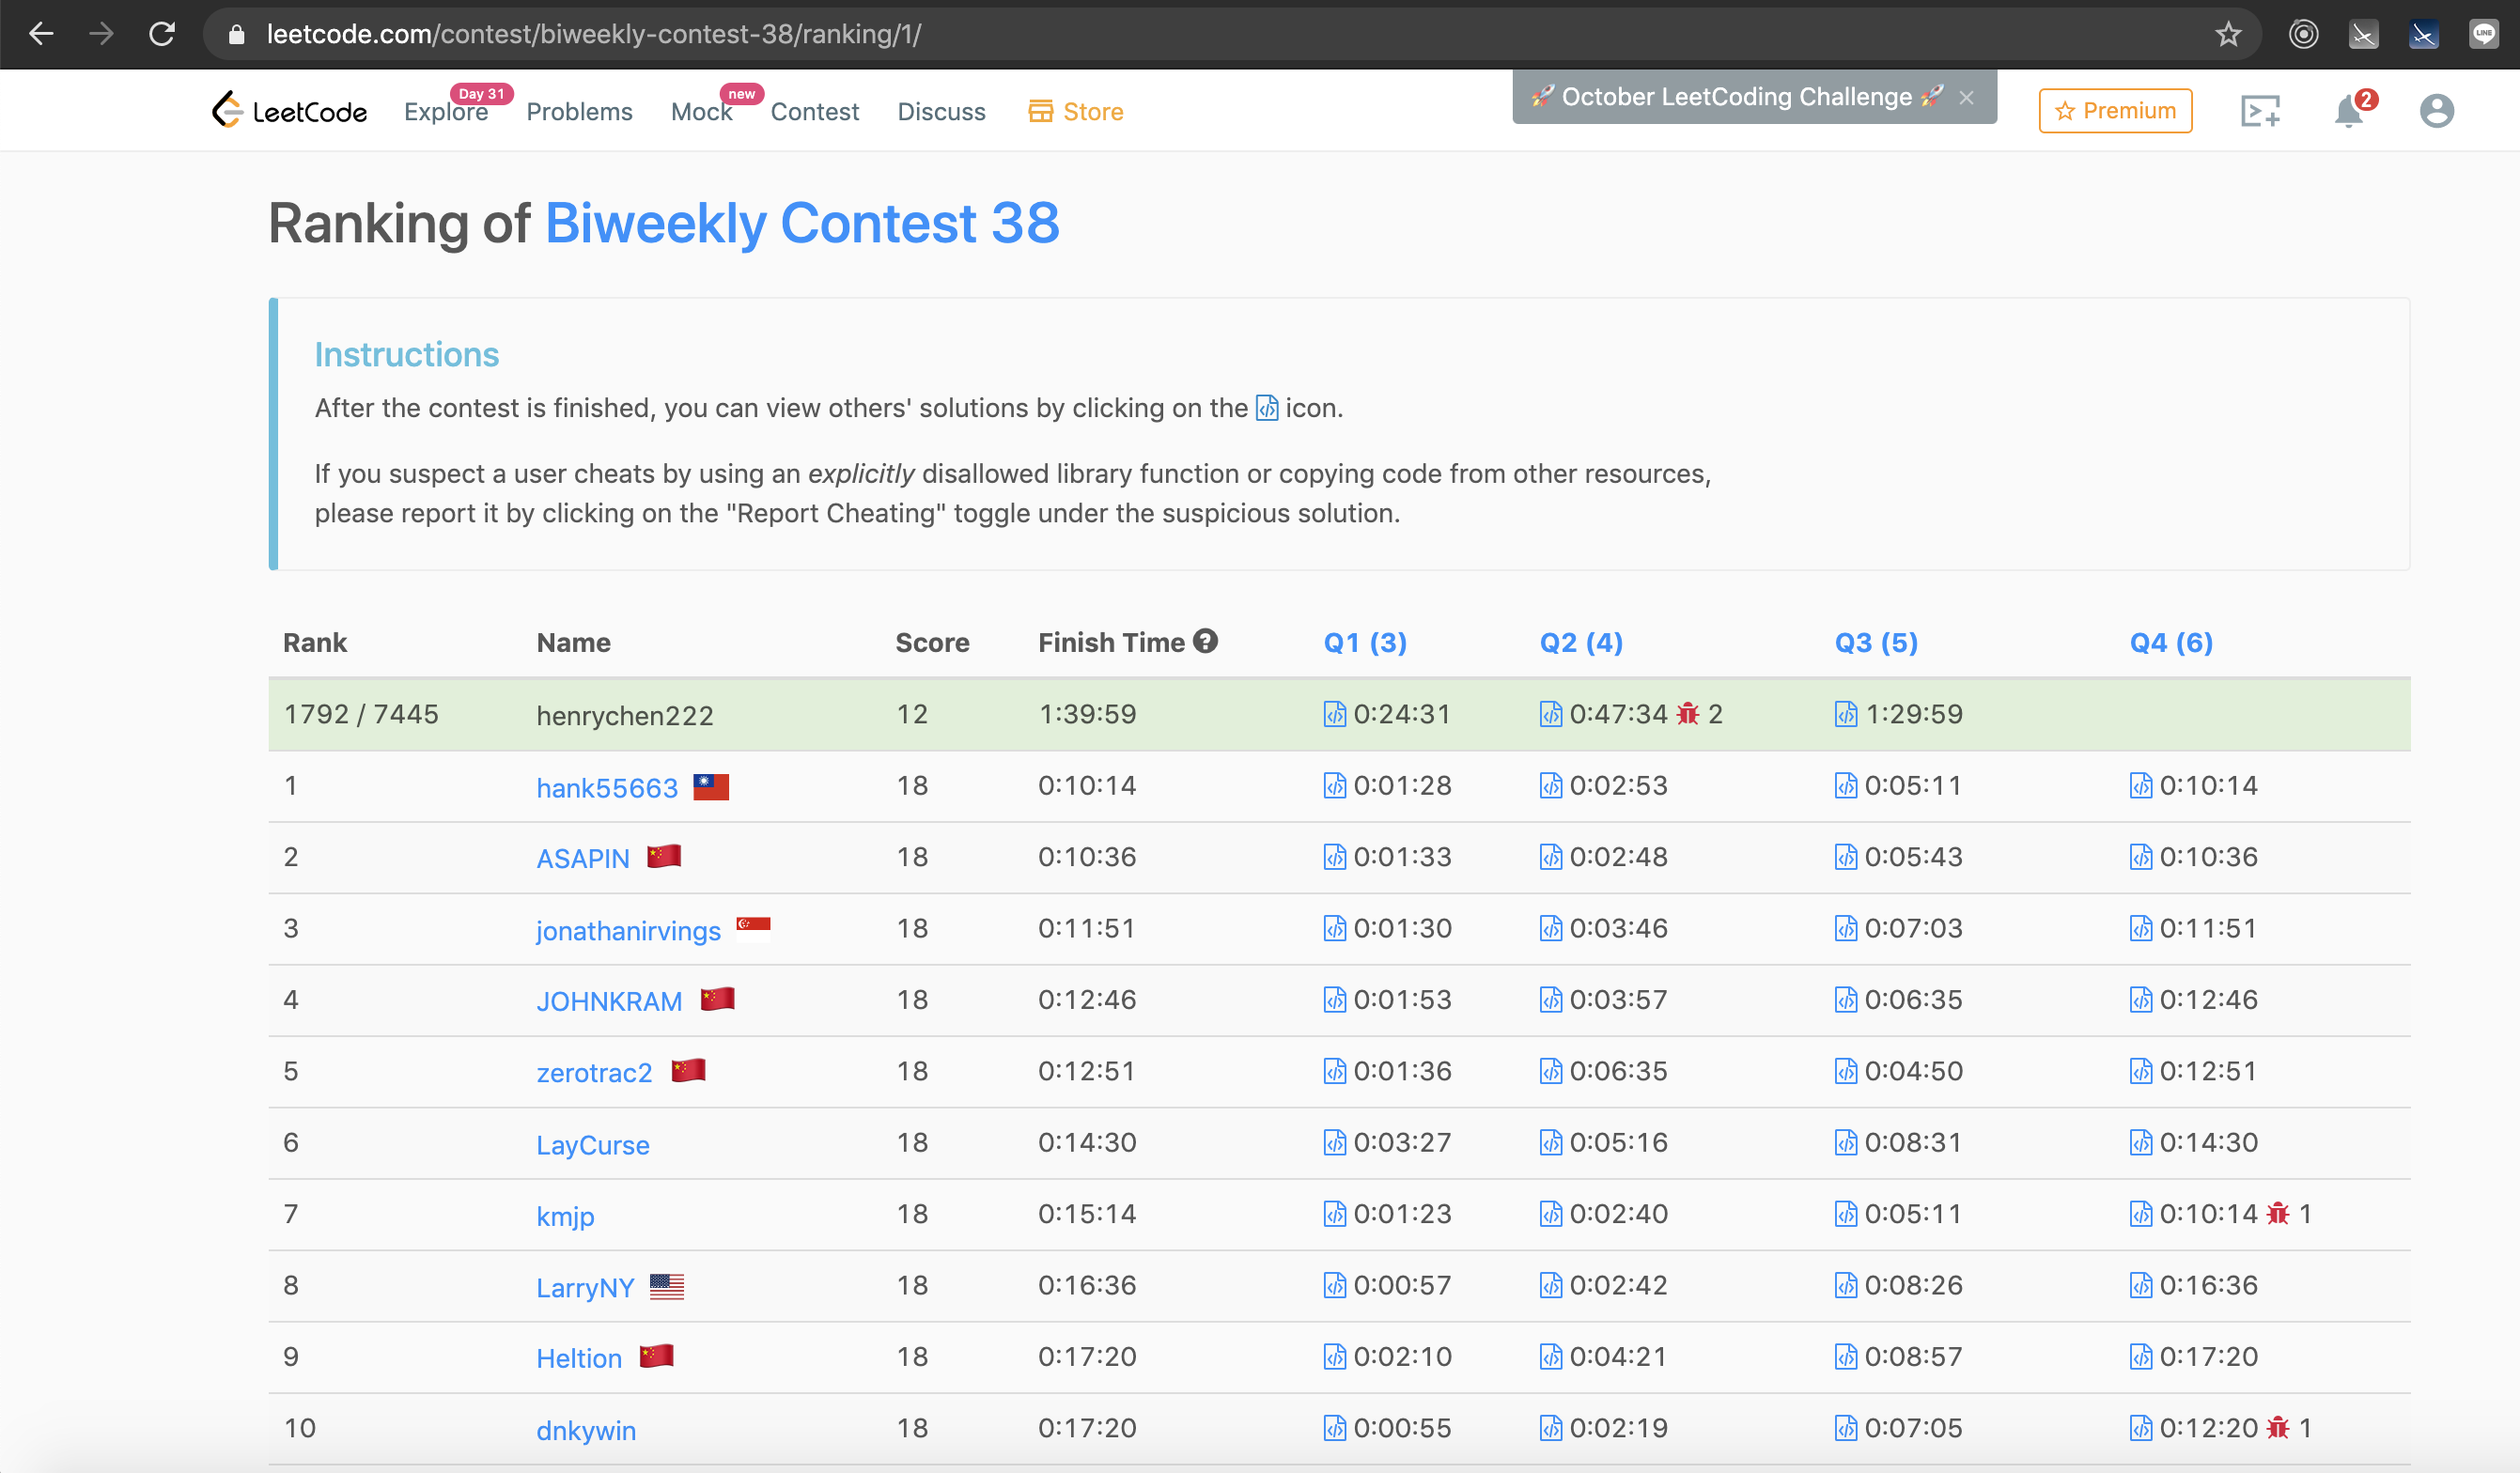 leetcode.com/contest/biweekly-contest-38/ranking/1/
LeetCode Explore Day 31 Problems Mock new Contest Discuss Store 🚀 October LeetCoding Challenge 🚀 × Premium 2
Ranking of Biweekly Contest 38
Instructions
After the contest is finished, you can view others' solutions by clicking on the icon.
If you suspect a user cheats by using an explicitly disallowed library function or copying code from other resources,
please report it by clicking on the "Report Cheating" toggle under the suspicious solution.
Rank Name Score Finish Time Q1 (3) Q2 (4) Q3 (5) Q4 (6)
1792 / 7445 henrychen222 12 1:39:59 0:24:31 0:47:34 2 1:29:59
1 hank55663 18 0:10:14 0:01:28 0:02:53 0:05:11 0:10:14
2 ASAPIN 18 0:10:36 0:01:33 0:02:48 0:05:43 0:10:36
3 jonathanirvings 18 0:11:51 0:01:30 0:03:46 0:07:03 0:11:51
4 JOHNKRAM 18 0:12:46 0:01:53 0:03:57 0:06:35 0:12:46
5 zerotrac2 18 0:12:51 0:01:36 0:06:35 0:04:50 0:12:51
6 LayCurse 18 0:14:30 0:03:27 0:05:16 0:08:31 0:14:30
7 kmjp 18 0:15:14 0:01:23 0:02:40 0:05:11 0:10:14 1
8 LarryNY 18 0:16:36 0:00:57 0:02:42 0:08:26 0:16:36
9 Heltion 18 0:17:20 0:02:10 0:04:21 0:08:57 0:17:20
10 dnkywin 18 0:17:20 0:00:55 0:02:19 0:07:05 0:12:20 1